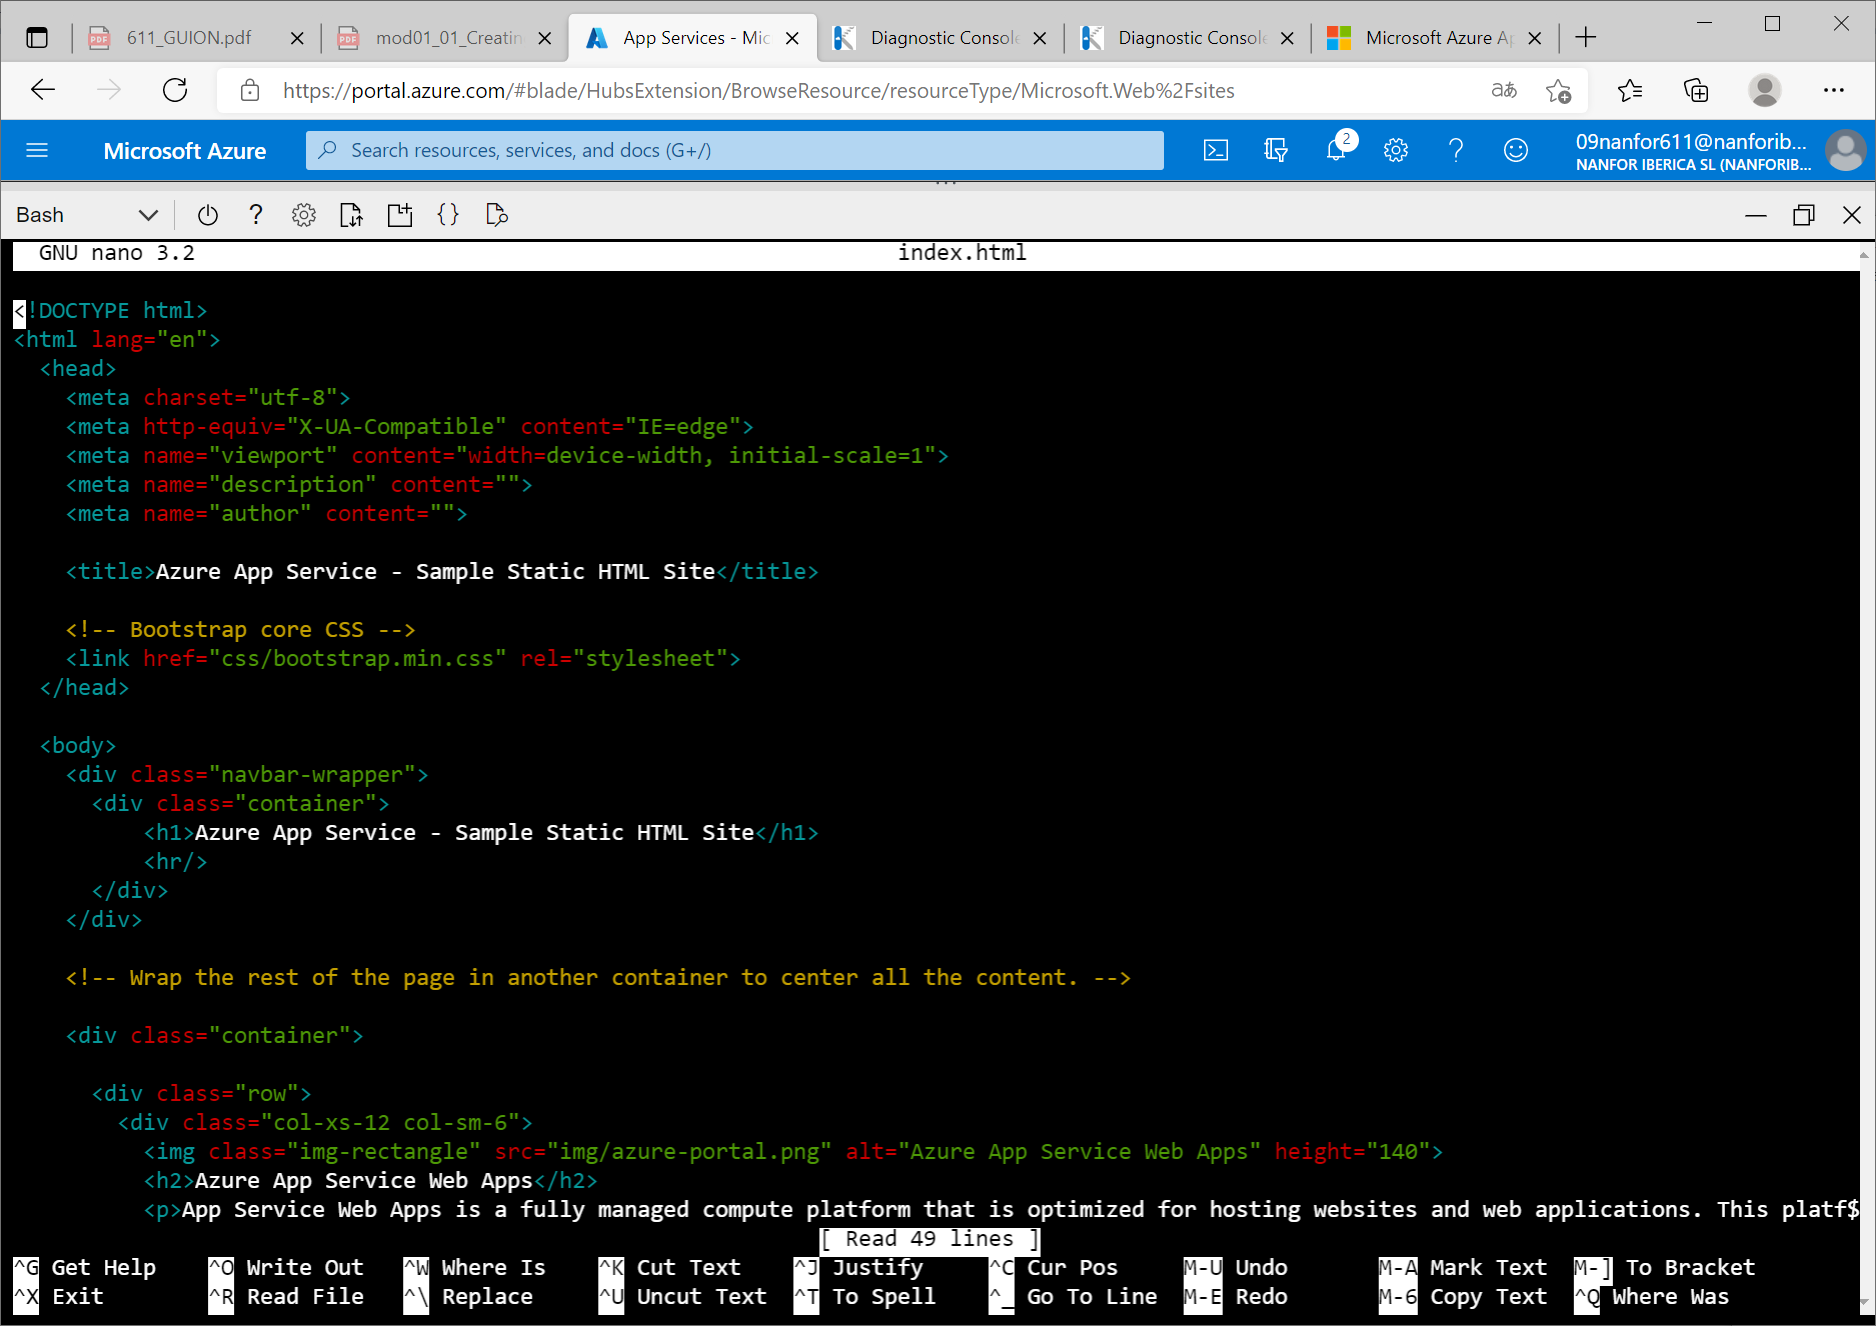 611_GUION.pdf
mod01_01_Creatin
App Services - Mic
Diagnostic Console
Diagnostic Console
Microsoft Azure Ap
https://portal.azure.com/#blade/HubsExtension/BrowseResource/resourceType/Microsoft.Web%2Fsites
aあ
Microsoft Azure
Search resources, services, and docs (G+/)
2
09nanfor611@nanforib...
NANFOR IBERICA SL (NANFORIB...
Bash
GNU nano 3.2 index.html
<!DOCTYPE html>
<html lang="en">
  <head>
    <meta charset="utf-8">
    <meta http-equiv="X-UA-Compatible" content="IE=edge">
    <meta name="viewport" content="width=device-width, initial-scale=1">
    <meta name="description" content="">
    <meta name="author" content="">
    <title>Azure App Service - Sample Static HTML Site</title>
    <!-- Bootstrap core CSS -->
    <link href="css/bootstrap.min.css" rel="stylesheet">
  </head>
  <body>
    <div class="navbar-wrapper">
      <div class="container">
          <h1>Azure App Service - Sample Static HTML Site</h1>
          <hr/>
      </div>
    </div>
    <!-- Wrap the rest of the page in another container to center all the content. -->
    <div class="container">
      <div class="row">
        <div class="col-xs-12 col-sm-6">
          <img class="img-rectangle" src="img/azure-portal.png" alt="Azure App Service Web Apps" height="140">
          <h2>Azure App Service Web Apps</h2>
          <p>App Service Web Apps is a fully managed compute platform that is optimized for hosting websites and web applications. This platf$
[ Read 49 lines ]
^G Get Help ^O Write Out ^W Where Is ^K Cut Text ^J Justify ^C Cur Pos M-U Undo M-A Mark Text M-] To Bracket
^X Exit ^R Read File ^\ Replace ^U Uncut Text ^T To Spell ^_ Go To Line M-E Redo M-6 Copy Text ^Q Where Was